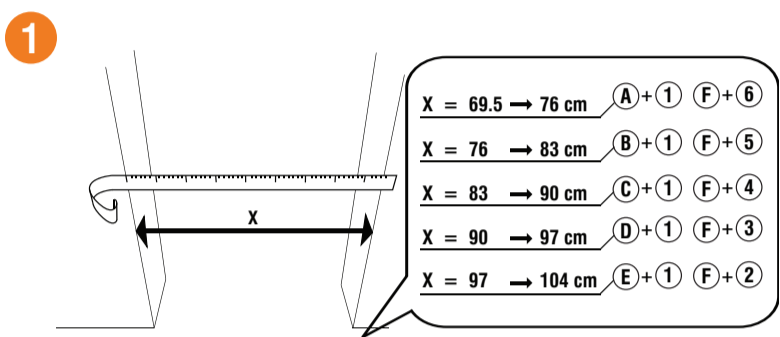 1
X = 69.5 → 76 cm A+1 F+6
X = 76 → 83 cm B+1 F+5
X = 83 → 90 cm C+1 F+4
X = 90 → 97 cm D+1 F+3
X = 97 → 104 cm E+1 F+2
X